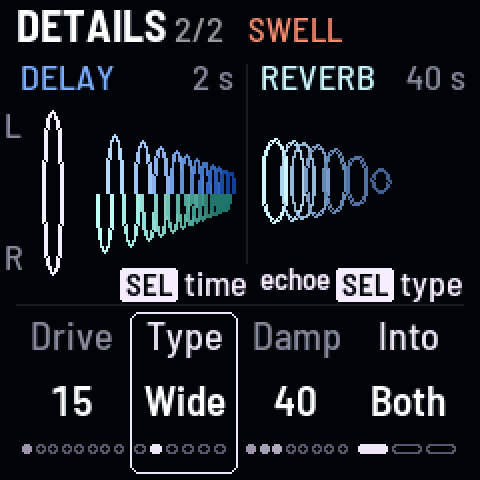 DETAILS 2/2 SWELL
DELAY 2 s REVERB 40 s
L
R
SEL time echoe SEL type
Drive Type Damp Into
15 Wide 40 Both